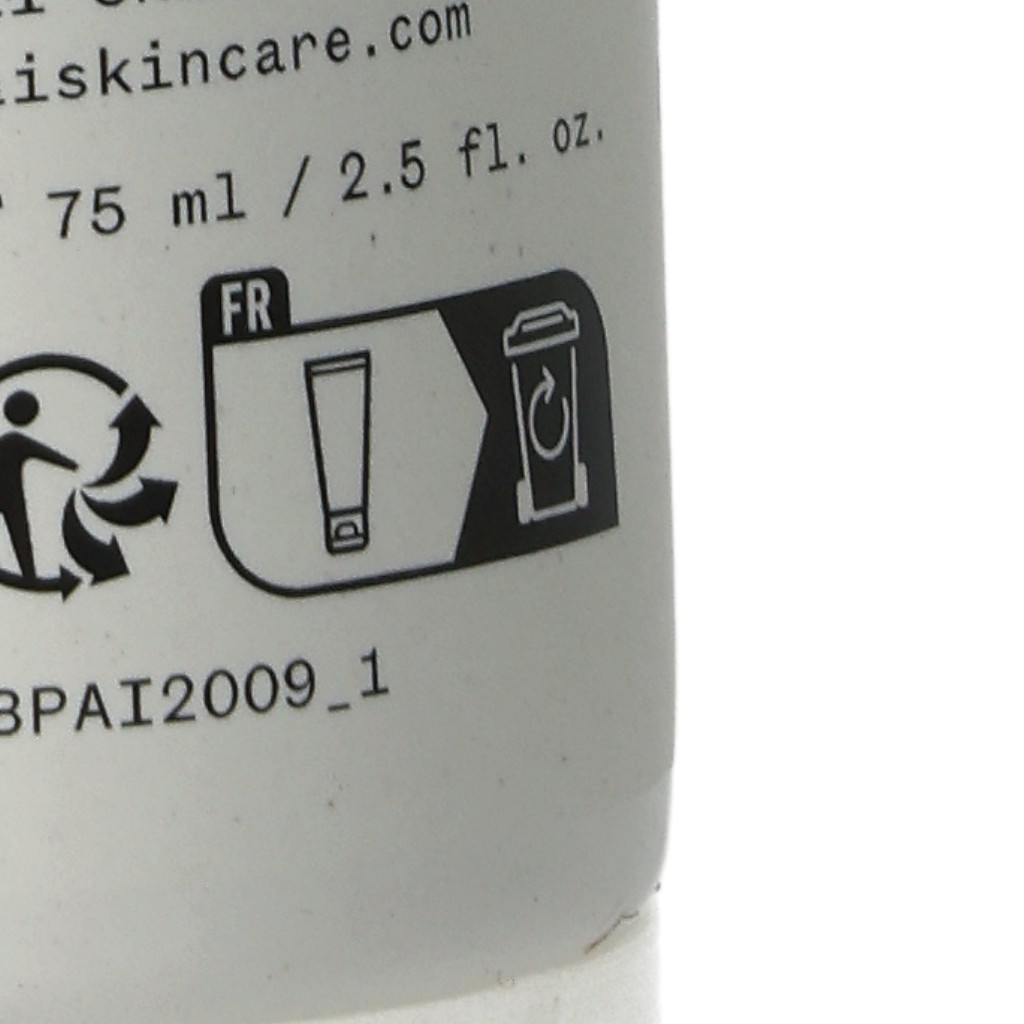 iskincare.com
75 ml / 2.5 fl. oz.
FR
BPAI2009_1